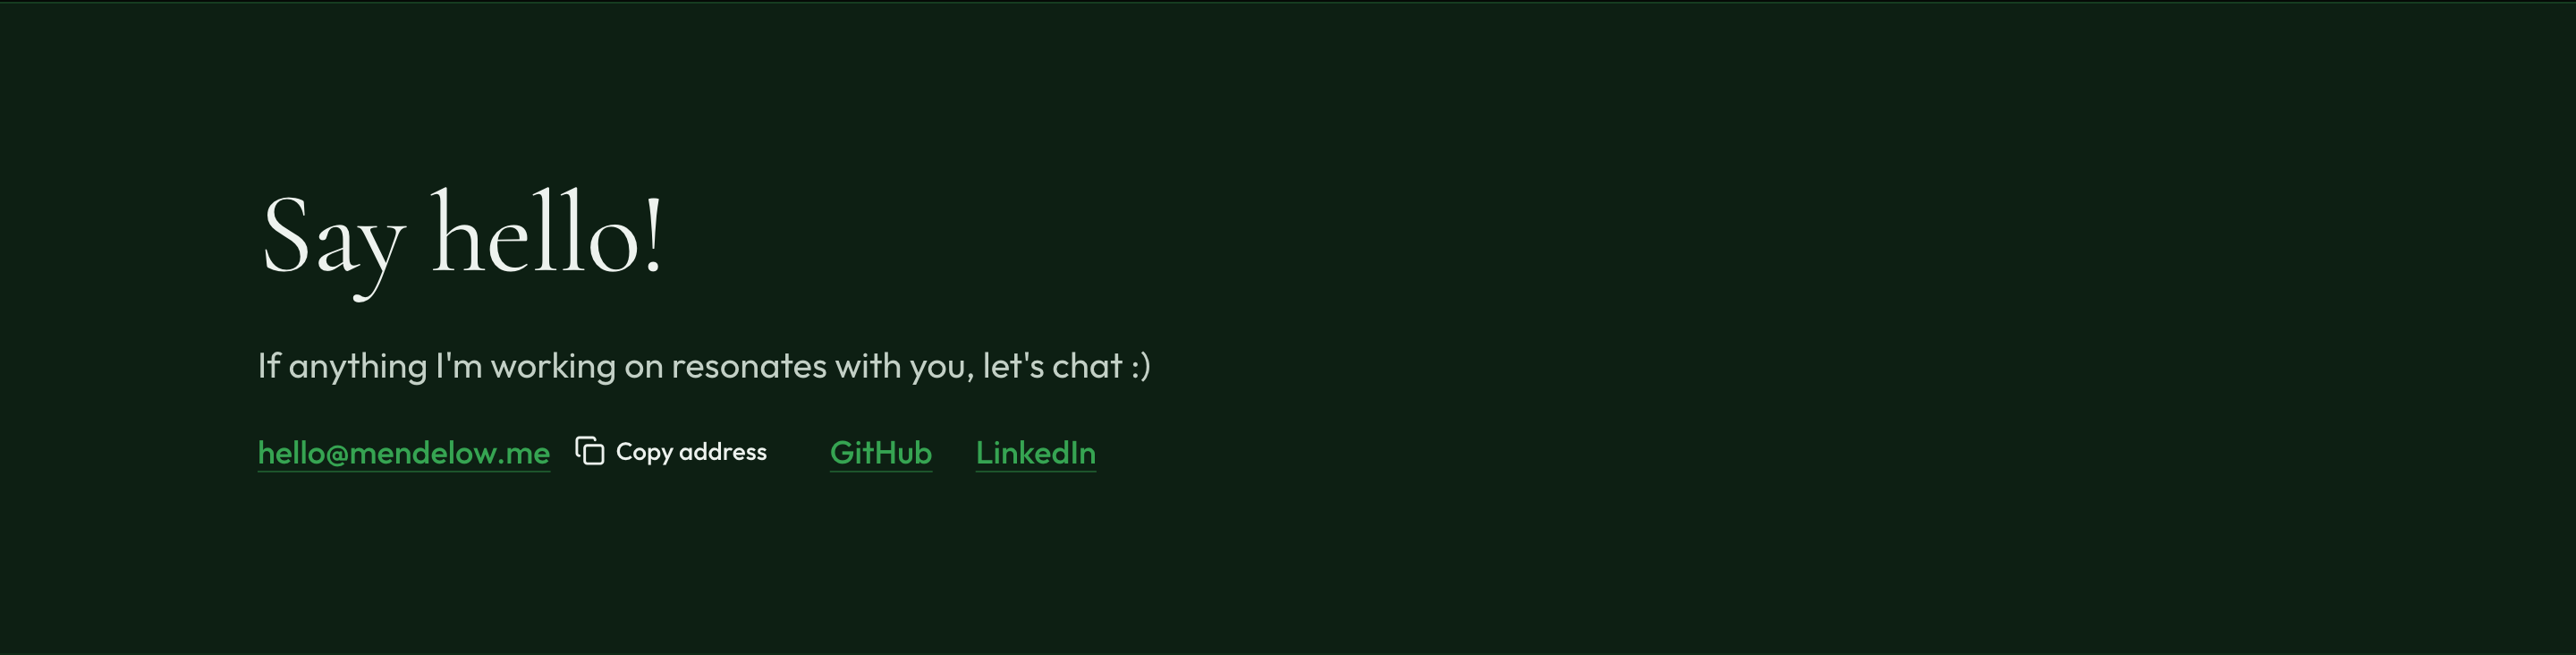 Say hello!
If anything I'm working on resonates with you, let's chat :)
hello@mendelow.me Copy address GitHub LinkedIn